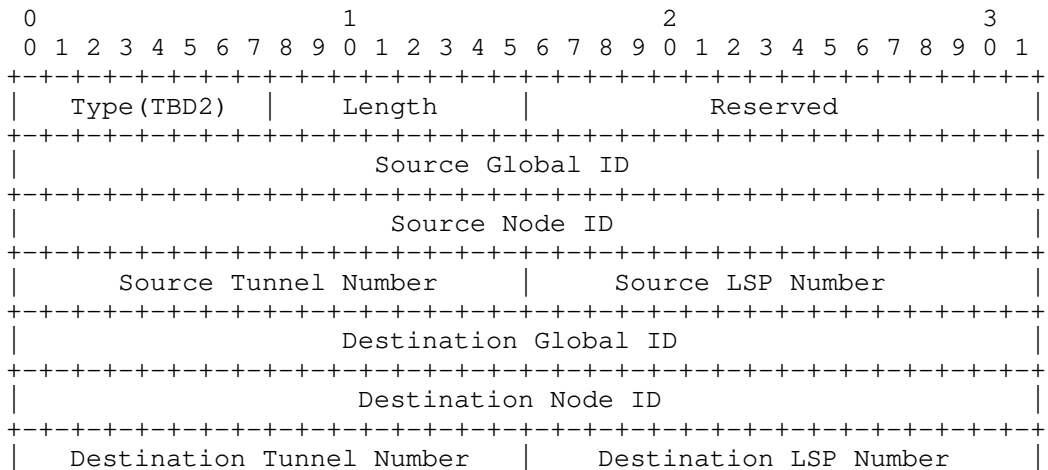 0                   1                   2                   3
 0 1 2 3 4 5 6 7 8 9 0 1 2 3 4 5 6 7 8 9 0 1 2 3 4 5 6 7 8 9 0 1
+-+-+-+-+-+-+-+-+-+-+-+-+-+-+-+-+-+-+-+-+-+-+-+-+-+-+-+-+-+-+-+-+
|   Type(TBD2)  |    Length     |           Reserved            |
+-+-+-+-+-+-+-+-+-+-+-+-+-+-+-+-+-+-+-+-+-+-+-+-+-+-+-+-+-+-+-+-+
|                      Source Global ID                         |
+-+-+-+-+-+-+-+-+-+-+-+-+-+-+-+-+-+-+-+-+-+-+-+-+-+-+-+-+-+-+-+-+
|                       Source Node ID                          |
+-+-+-+-+-+-+-+-+-+-+-+-+-+-+-+-+-+-+-+-+-+-+-+-+-+-+-+-+-+-+-+-+
|      Source Tunnel Number     |     Source LSP Number         |
+-+-+-+-+-+-+-+-+-+-+-+-+-+-+-+-+-+-+-+-+-+-+-+-+-+-+-+-+-+-+-+-+
|                    Destination Global ID                      |
+-+-+-+-+-+-+-+-+-+-+-+-+-+-+-+-+-+-+-+-+-+-+-+-+-+-+-+-+-+-+-+-+
|                     Destination Node ID                       |
+-+-+-+-+-+-+-+-+-+-+-+-+-+-+-+-+-+-+-+-+-+-+-+-+-+-+-+-+-+-+-+-+
|   Destination Tunnel Number   |    Destination LSP Number     |